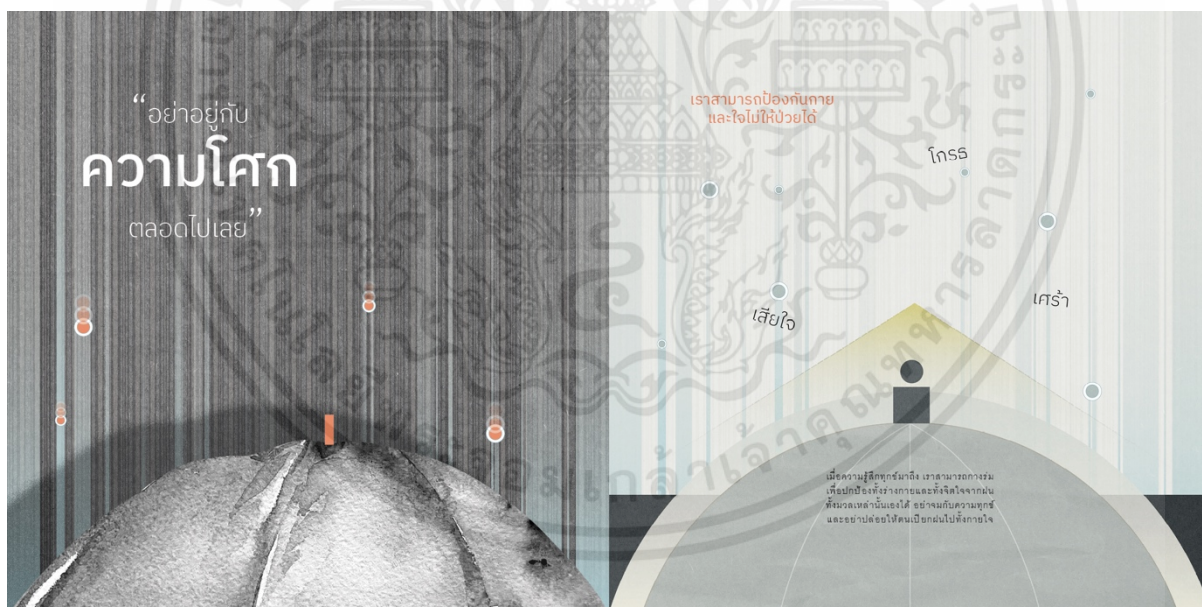 “อย่าอยู่กับ
ความโศก
ตลอดไปเลย”
เราสามารถป้องกันกาย
และใจไม่ให้ป่วยได้
โกรธ
เศร้า
เสียใจ
เมื่อความรู้สึกทุกข์มาถึง เราสามารถกางร่ม
เพื่อปกป้องทั้งร่างกายและทั้งจิตใจจากฝน
ทั้งมวลเหล่านั้นเองได้ อย่าจมกับความทุกข์
และอย่าปล่อยให้ตนเปียกฝนไปทั้งกายใจ